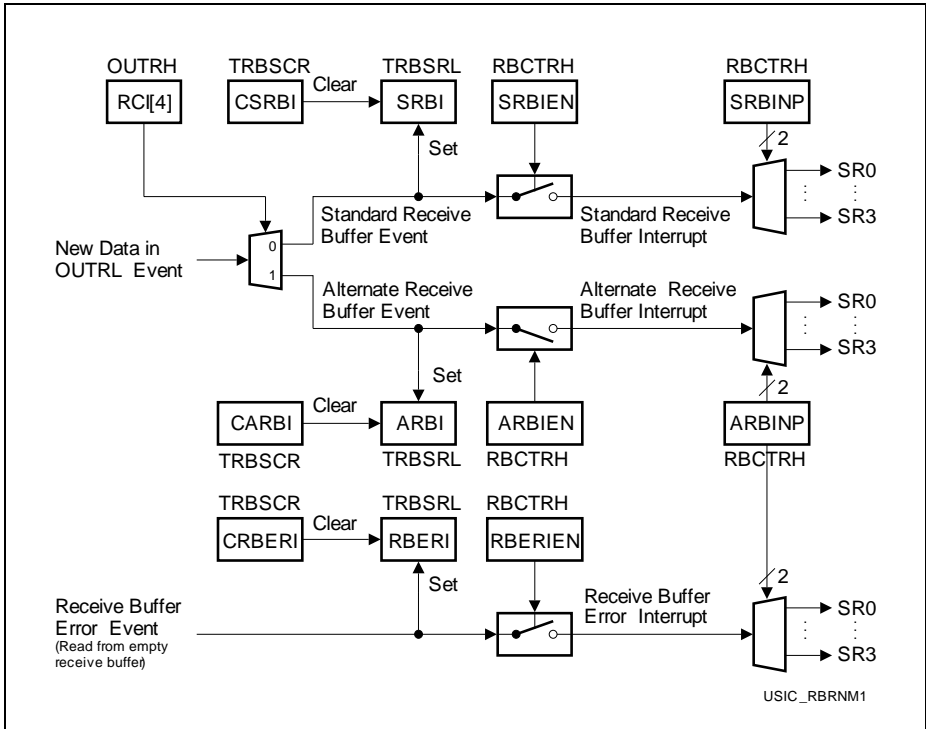 OUTRH TRBSCR TRBSRL RBCTRH RBCTRH
RCI[4] CSRBI Clear SRBI SRBIEN SRBINP
2
Set
SR0
SR3
Standard Receive
Buffer Event
Standard Receive
Buffer Interrupt
New Data in
OUTRL Event
0
1
Alternate Receive
Buffer Event
Alternate Receive
Buffer Interrupt
SR0
SR3
Set
2
CARBI Clear ARBI ARBIEN ARBINP
TRBSCR TRBSRL RBCTRH RBCTRH
TRBSCR TRBSRL RBCTRH
CRBERI Clear RBERI RBERIEN
2
Set
Receive Buffer
Error Event
(Read from empty
receive buffer)
Receive Buffer
Error Interrupt
SR0
SR3
USIC_RBRNM1